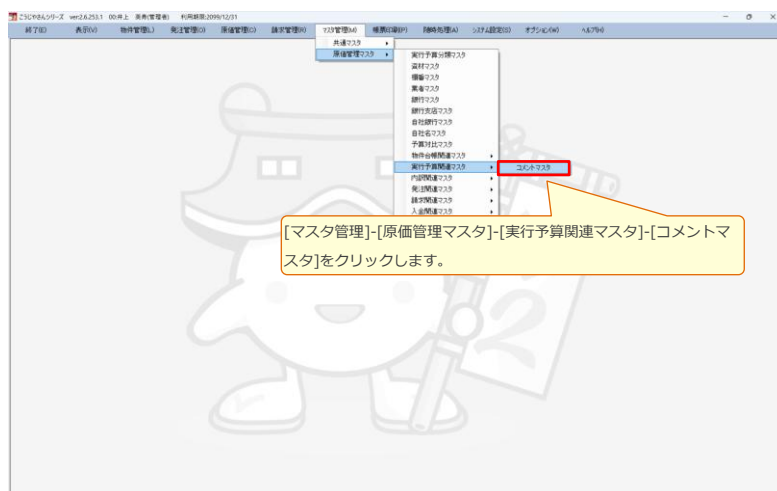 こうじやさんシリーズ ver.2.6.253.1 00:井上 英希(管理者) 利用期限:2099/12/31
終了(E) 表示(V) 物件管理(L) 発注管理(O) 原価管理(C) 請求管理(R) マスタ管理(M) 帳票印刷(P) 随時処理(A) システム設定(S) オプション(W) ヘルプ(H)
共通マスタ
原価管理マスタ
実行予算分類マスタ
資材マスタ
棚番マスタ
業者マスタ
銀行マスタ
銀行支店マスタ
自社銀行マスタ
自社名マスタ
予算対比マスタ
物件台帳関連マスタ
実行予算関連マスタ
コメントマスタ
内訳関連マスタ
発注関連マスタ
請求関連マスタ
入金関連マスタ
[マスタ管理]-[原価管理マスタ]-[実行予算関連マスタ]-[コメントマ
スタ]をクリックします。